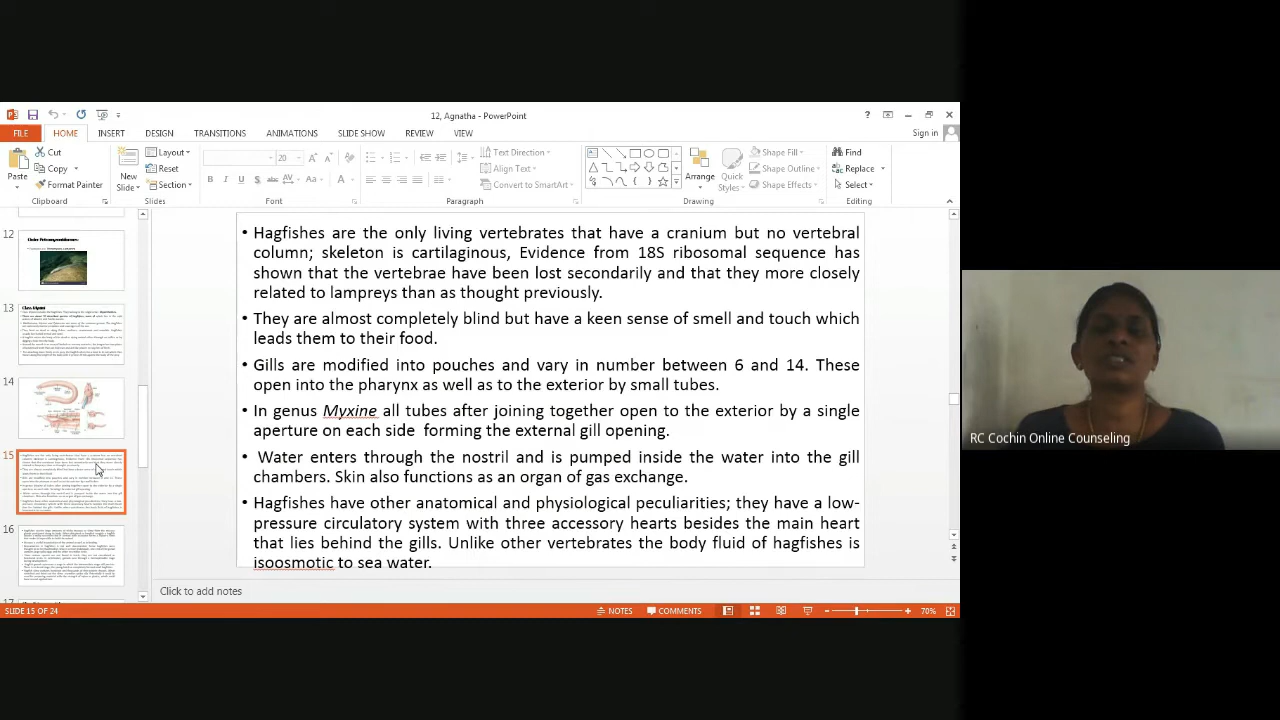 12, Agnatha - PowerPoint
Sign in
FILE HOME INSERT DESIGN TRANSITIONS ANIMATIONS SLIDE SHOW REVIEW VIEW
Paste
Cut
Copy
Format Painter
Clipboard
New Slide
Layout
Reset
Section
Slides
20
Font
Text Direction
Align Text
Convert to SmartArt
Paragraph
Arrange
Quick Styles
Shape Fill
Shape Outline
Shape Effects
Drawing
Find
Replace
Select
Editing
12
13
14
15
16
17
• Hagfishes are the only living vertebrates that have a cranium but no vertebral
column; skeleton is cartilaginous, Evidence from 18S ribosomal sequence has
shown that the vertebrae have been lost secondarily and that they more closely
related to lampreys than as thought previously.
• They are almost completely blind but have a keen sense of smell and touch which
leads them to their food.
• Gills are modified into pouches and vary in number between 6 and 14. These
open into the pharynx as well as to the exterior by small tubes.
• In genus Myxine all tubes after joining together open to the exterior by a single
aperture on each side forming the external gill opening.
• Water enters through the nostril, it is pumped inside the water into the gill
chambers. Skin also functions as an organ of gas exchange.
• Hagfishes have other anatomical and physiological peculiarities; they have a low-
pressure circulatory system with three accessory hearts besides the main heart
that lies behind the gills. Unique in vertebrates the body fluid of hagfishes is
isoosmotic to sea water.
RC Cochin Online Counseling
Click to add notes
SLIDE 15 OF 24
NOTES COMMENTS 70%